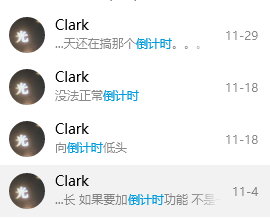 Clark 11-29
...天还在搞那个倒计时。。。
Clark 11-18
没法正常倒计时
Clark 11-18
向倒计时低头
Clark 11-4
...长 如果要加倒计时功能 不是